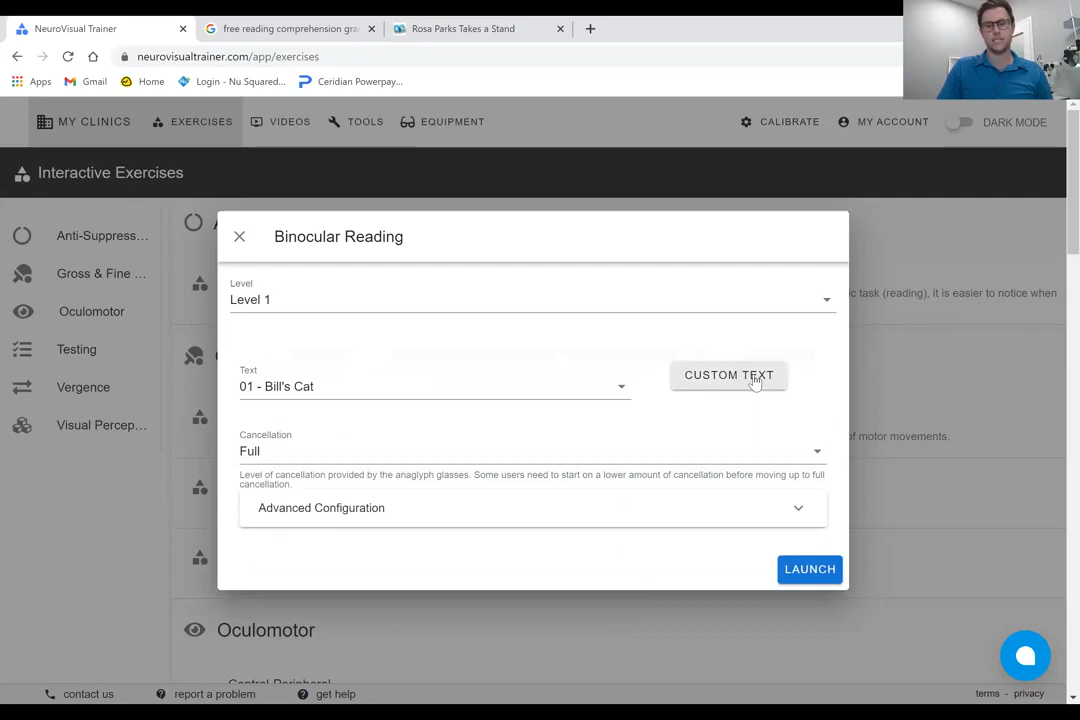 NeuroVisual Trainer
free reading comprehension gra
Rosa Parks Takes a Stand
neurovisualtrainer.com/app/exercises
Apps
Gmail
Home
Login - Nu Squared...
Ceridian Powerpay...
MY CLINICS
EXERCISES
VIDEOS
TOOLS
EQUIPMENT
CALIBRATE
MY ACCOUNT
DARK MODE
Interactive Exercises
Anti-Suppress...
Gross & Fine ...
Oculomotor
Testing
Vergence
Visual Percep...
Binocular Reading
Level
Level 1
ic task (reading), it is easier to notice when
Text
01 - Bill's Cat
CUSTOM TEXT
of motor movements.
Cancellation
Full
Level of cancellation provided by the anaglyph glasses. Some users need to start on a lower amount of cancellation before moving up to full
cancellation.
Advanced Configuration
LAUNCH
Oculomotor
Central Peripheral
contact us
report a problem
get help
terms - privacy